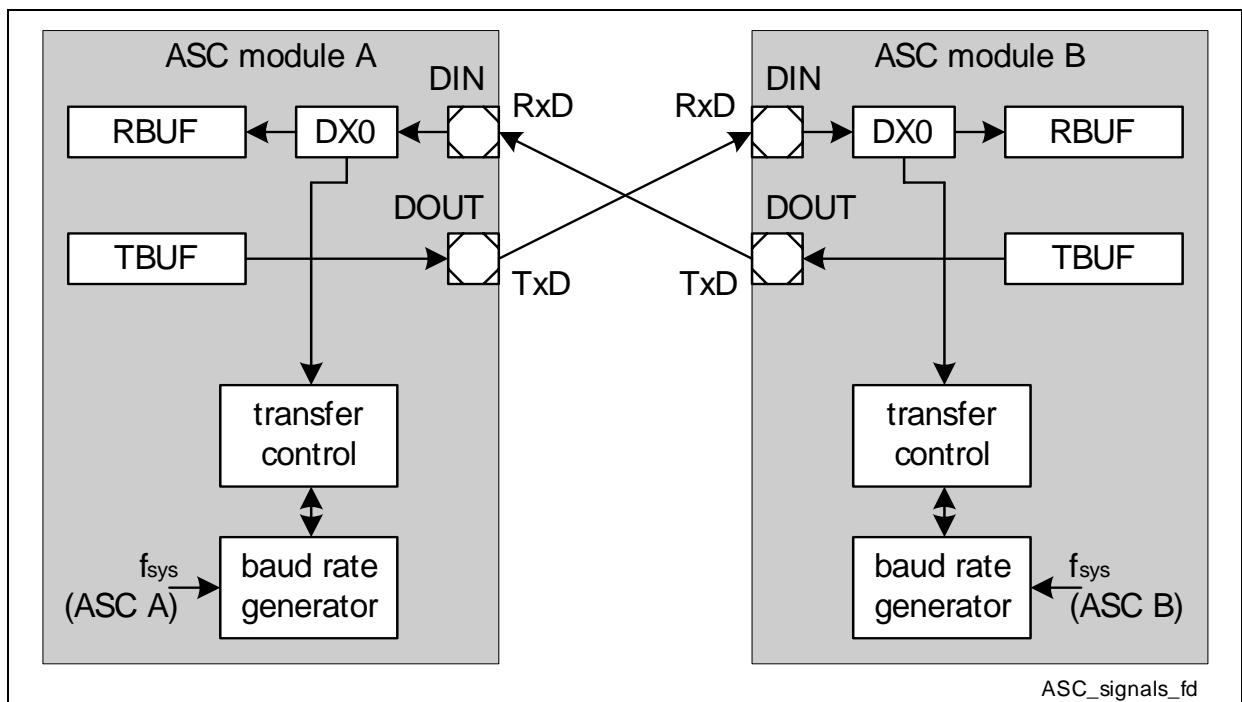 ASC module A
DIN
RxD
RBUF
DX0
DOUT
TBUF
TxD
transfer
control
fsys
(ASC A)
baud rate
generator
ASC module B
RxD
DIN
DX0
RBUF
DOUT
TxD
TBUF
transfer
control
baud rate
generator
fsys
(ASC B)
ASC_signals_fd